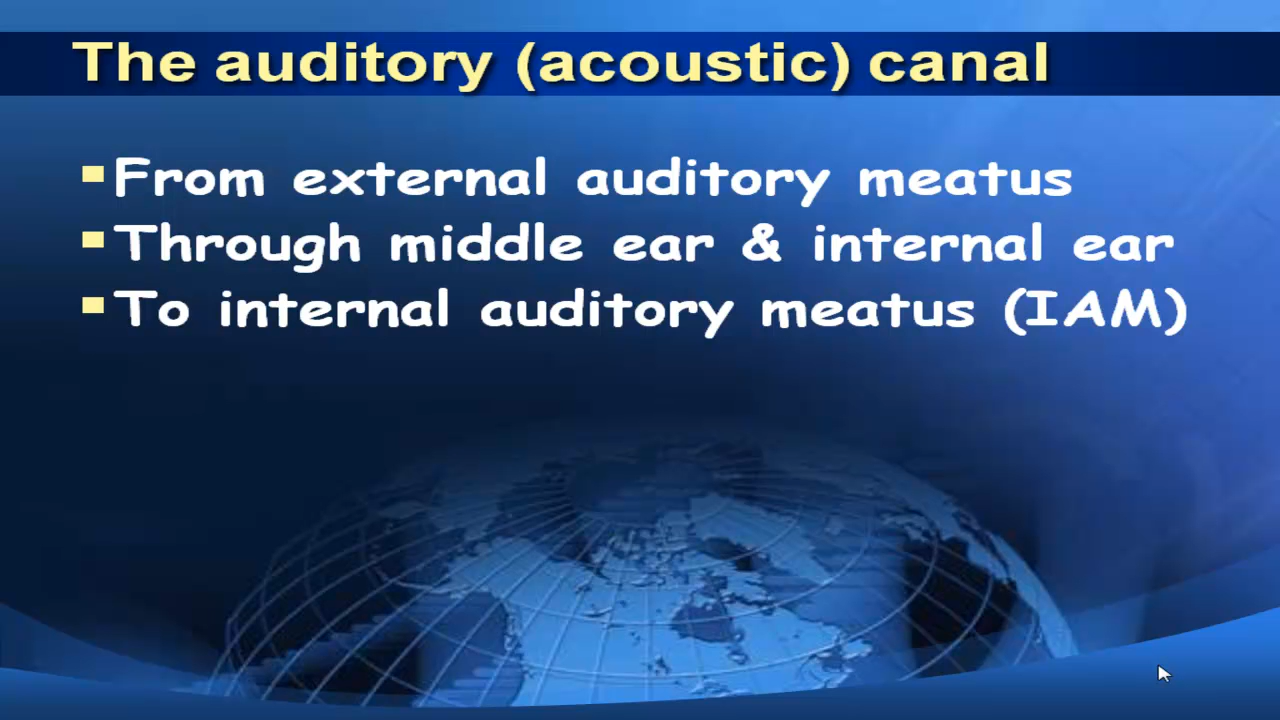 The auditory (acoustic) canal
From external auditory meatus
Through middle ear & internal ear
To internal auditory meatus (IAM)